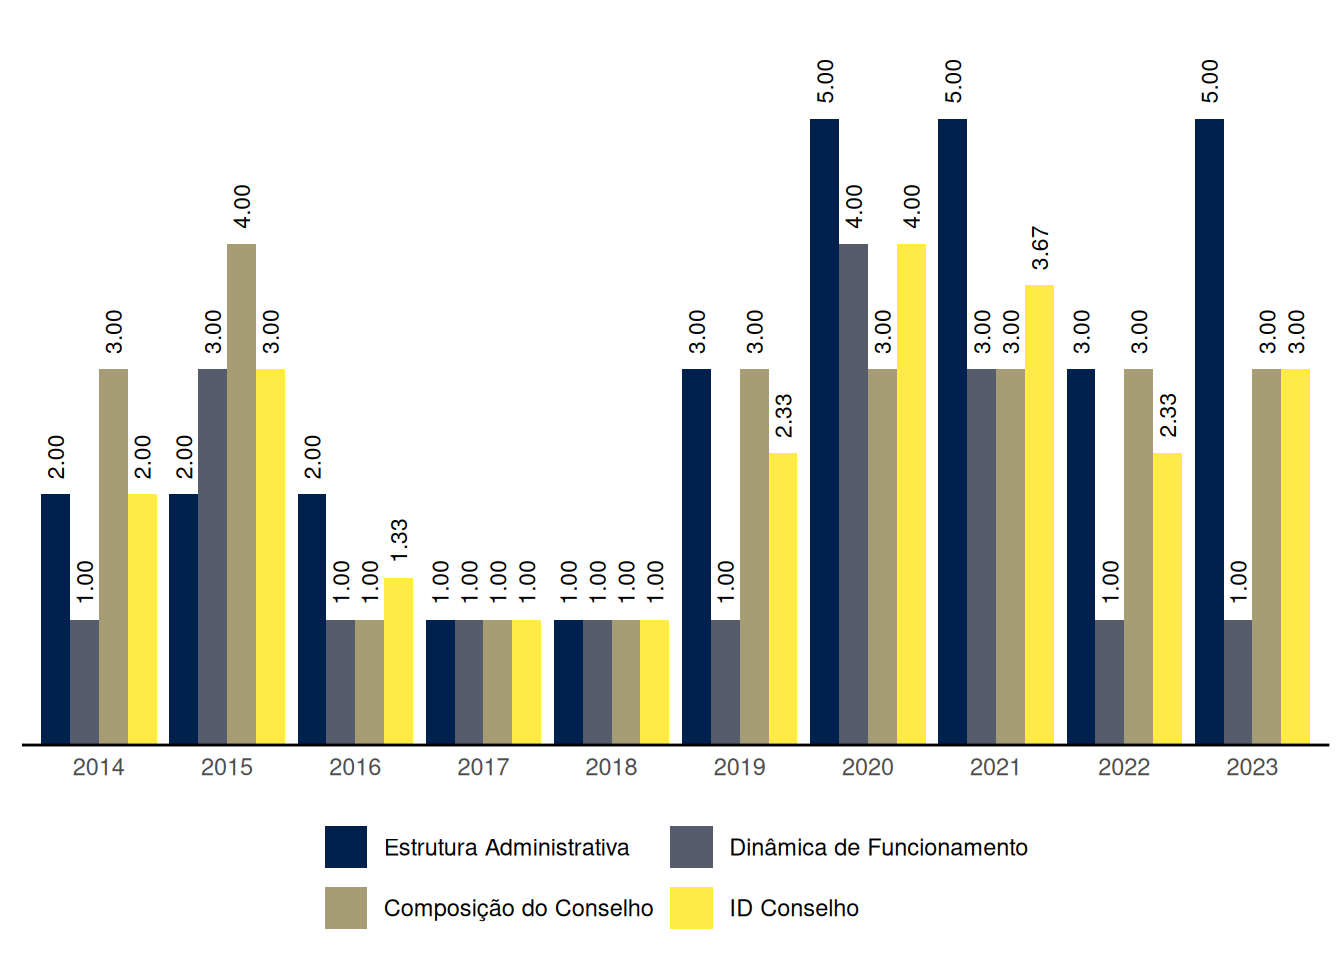 2.00 1.00 3.00 2.00
2.00 3.00 4.00 3.00
2.00 1.00 1.00 1.33
1.00 1.00 1.00 1.00
1.00 1.00 1.00 1.00
3.00 1.00 3.00 2.33
5.00 4.00 3.00 4.00
5.00 3.00 3.00 3.67
3.00 1.00 3.00 2.33
5.00 1.00 3.00 3.00
2014 2015 2016 2017 2018 2019 2020 2021 2022 2023
Estrutura Administrativa Dinâmica de Funcionamento
Composição do Conselho ID Conselho